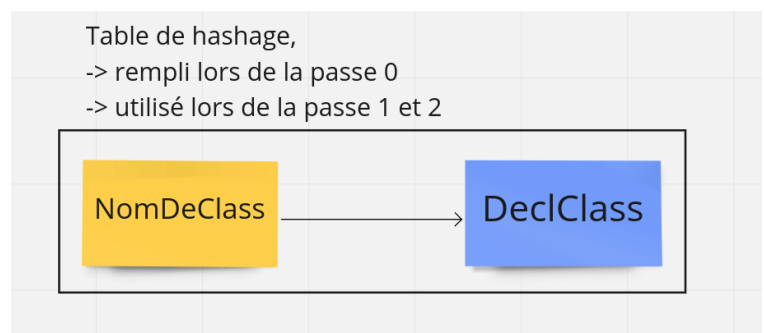 Table de hashage,
-> rempli lors de la passe 0
-> utilisé lors de la passe 1 et 2
NomDeClass
DeclClass